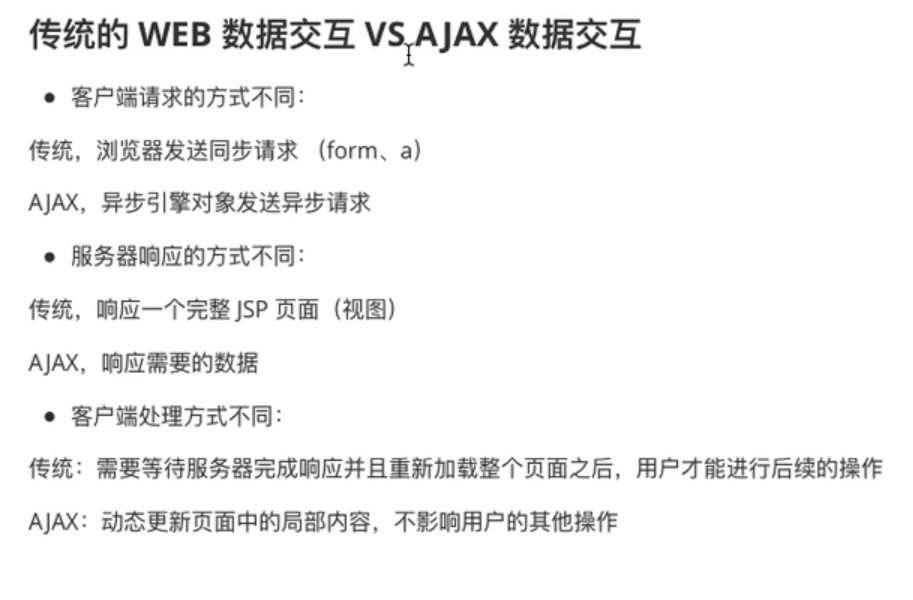 传统的 WEB 数据交互 VS AJAX 数据交互
● 客户端请求的方式不同：
传统，浏览器发送同步请求 （form、a）
AJAX，异步引擎对象发送异步请求
● 服务器响应的方式不同：
传统，响应一个完整 JSP 页面（视图）
AJAX，响应需要的数据
● 客户端处理方式不同：
传统：需要等待服务器完成响应并且重新加载整个页面之后，用户才能进行后续的操作
AJAX：动态更新页面中的局部内容，不影响用户的其他操作